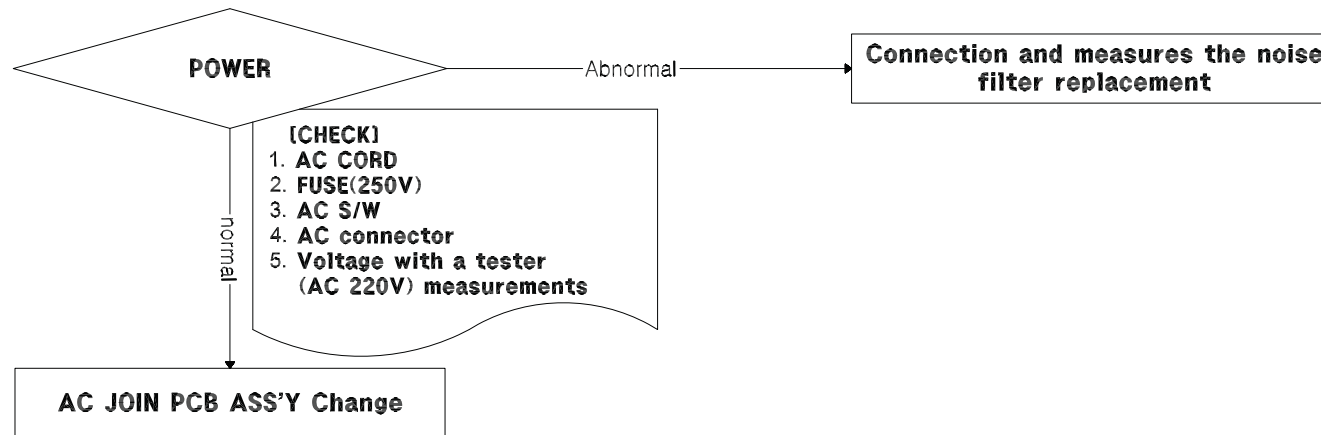 POWER
Abnormal
Connection and measures the noise
filter replacement
[CHECK]
1. AC CORD
2. FUSE(250V)
3. AC S/W
4. AC connector
5. Voltage with a tester
(AC 220V) measurements
normal
AC JOIN PCB ASS'Y Change